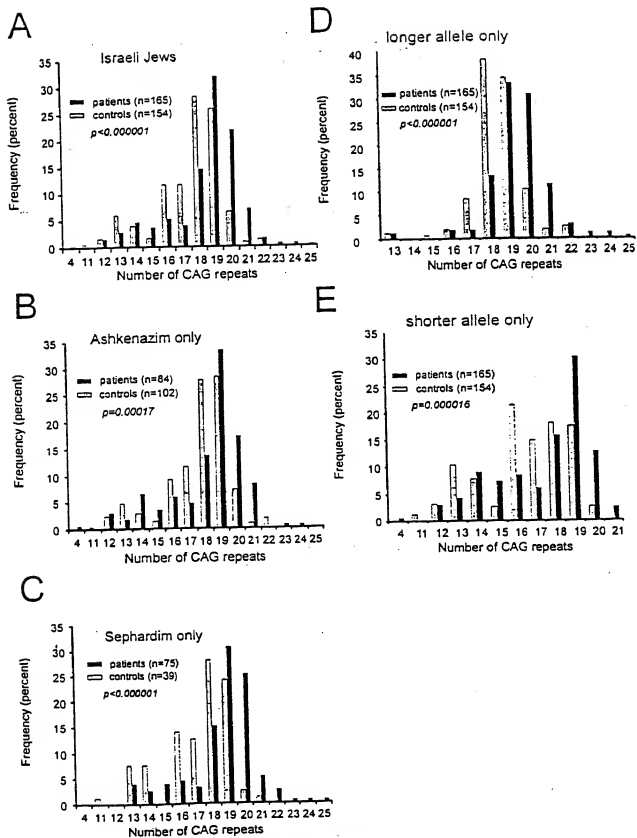 A
Israeli Jews
Frequency (percent)
35
30
25
20
15
10
5
0
patients (n=165)
controls (n=154)
p<0.000001
4 11 12 13 14 15 16 17 18 19 20 21 22 23 24 25
Number of CAG repeats
D
longer allele only
Frequency (percent)
40
35
30
25
20
15
10
5
0
patients (n=165)
controls (n=154)
p<0.000001
13 14 15 16 17 18 19 20 21 22 23 24 25
Number of CAG repeats
B
Ashkenazim only
Frequency (percent)
35
30
25
20
15
10
5
0
patients (n=84)
controls (n=102)
p=0.00017
4 11 12 13 14 15 16 17 18 19 20 21 22 23 24 25
Number of CAG repeats
E
shorter allele only
Frequency (percent)
35
30
25
20
15
10
5
0
patients (n=165)
controls (n=154)
p=0.000016
4 11 12 13 14 15 16 17 18 19 20 21
Number of CAG repeats
C
Sephardim only
Frequency (percent)
35
30
25
20
15
10
5
0
patients (n=75)
controls (n=39)
p<0.000001
4 11 12 13 14 15 16 17 18 19 20 21 22 23 24 25
Number of CAG repeats